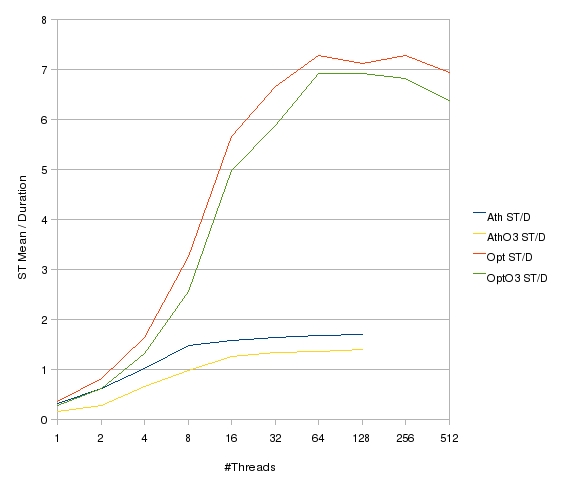 8
7
6
5
4
3
2
1
0
ST Mean / Duration
1 2 4 8 16 32 64 128 256 512
#Threads
Ath ST/D
AthO3 ST/D
Opt ST/D
OptO3 ST/D